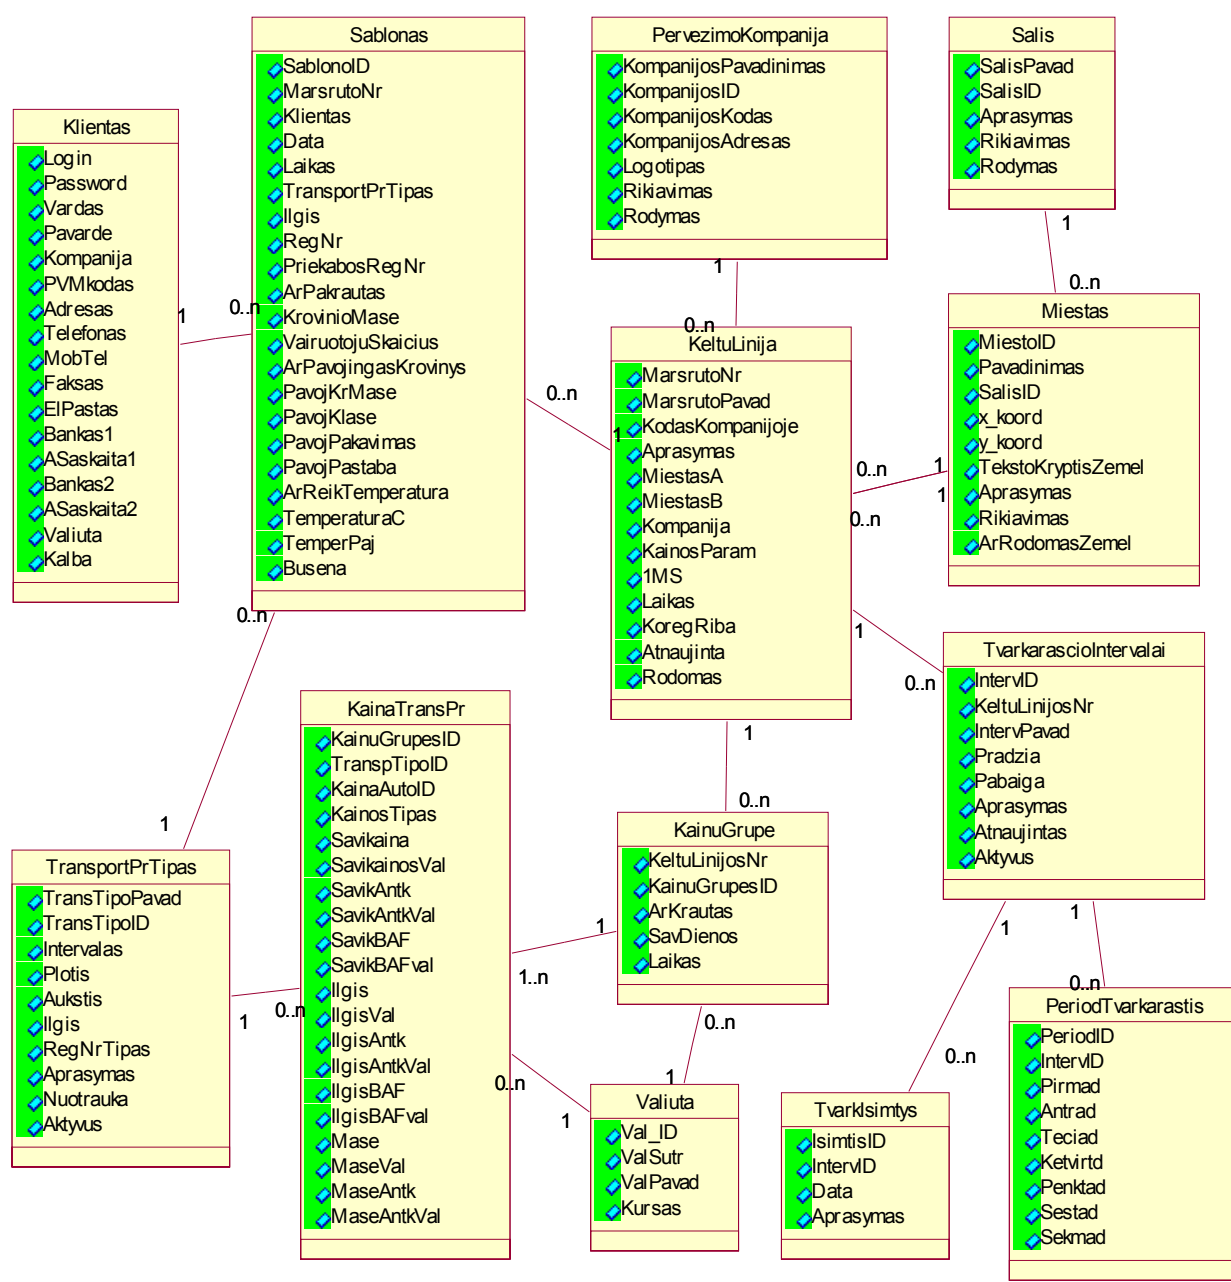 Klientas
Login
Password
Vardas
Pavarde
Kompanija
PVMkodas
Adresas
Telefonas
MobTel
Faksas
ElPastas
Bankas1
ASaskaita1
Bankas2
ASaskaita2
Valiuta
Kalba
1
0..n
Sablonas
SablonoID
MarsrutoNr
Klientas
Data
Laikas
TransportPrTipas
Ilgis
RegNr
PriekabosRegNr
ArPakrautas
KrovinioMase
VairuotojuSkaicius
ArPavojingasKrovinys
PavojKrMase
PavojKlase
PavojPakavimas
PavojPastaba
ArReikTemperatura
TemperaturaC
TemperPaj
Busena
0..n
1
0..n
1
PervezimoKompanija
KompanijosPavadinimas
KompanijosID
KompanijosKodas
KompanijosAdresas
Logotipas
Rikiavimas
Rodymas
1
0..n
Salis
SalisPavad
SalisID
Aprasymas
Rikiavimas
Rodymas
1
0..n
KeltuLinija
MarsrutoNr
MarsrutoPavad
KodasKompanijoje
Aprasymas
MiestasA
MiestasB
Kompanija
KainosParam
1MS
Laikas
KoregRiba
Atnaujinta
Rodomas
0..n
1
0..n
1
1
0..n
1
0..n
Miestas
MiestoID
Pavadinimas
SalisID
x_koord
y_koord
TekstoKryptisZemel
Aprasymas
Rikiavimas
ArRodomasZemel
TvarkarascioIntervalai
IntervID
KeltuLinijosNr
IntervPavad
Pradzia
Pabaiga
Aprasymas
Atnaujintas
Aktyvus
1
0..n
1
0..n
KainaTransPr
KainuGrupesID
TranspTipoID
KainaAutoID
KainosTipas
Savikaina
SavikainosVal
SavikAntk
SavikAntkVal
SavikBAF
SavikBAFval
Ilgis
IlgisVal
IlgisAntk
IlgisAntkVal
IlgisBAF
IlgisBAFval
Mase
MaseVal
MaseAntk
MaseAntkVal
1
1..n
0..n
1
KainuGrupe
KeltuLinijosNr
KainuGrupesID
ArKrautas
SavDienos
Laikas
0..n
1
TransportPrTipas
TransTipoPavad
TransTipoID
Intervalas
Plotis
Aukstis
Ilgis
RegNrTipas
Aprasymas
Nuotrauka
Aktyvus
1
0..n
Valiuta
Val_ID
ValSutr
ValPavad
Kursas
TvarkIsimtys
IsimtisID
IntervID
Data
Aprasymas
PeriodTvarkarastis
PeriodID
IntervID
Pirmad
Antrad
Teciad
Ketvirtd
Penktad
Sestad
Sekmad